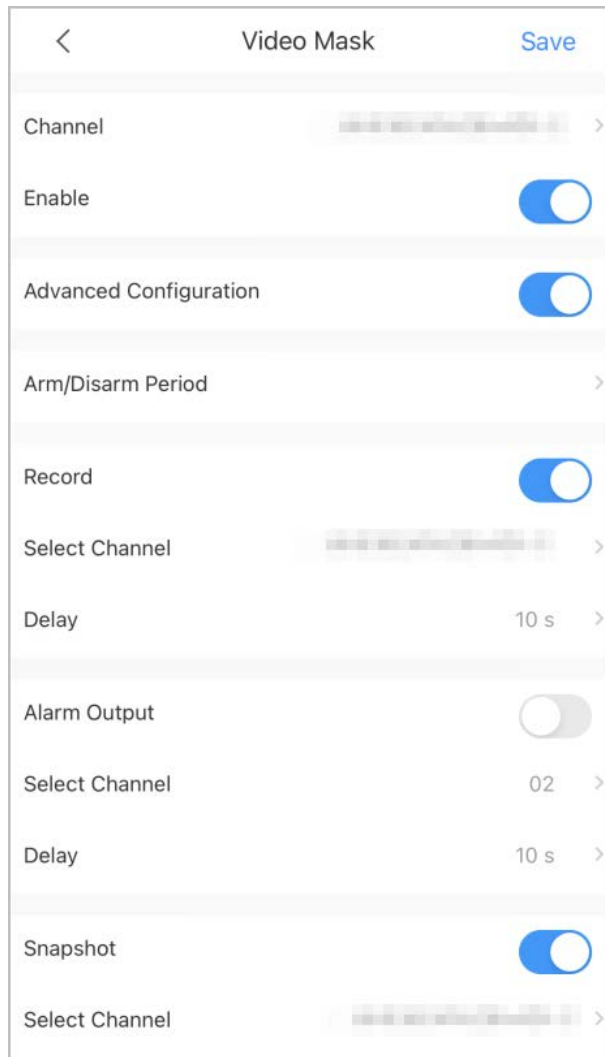 Video Mask Save
Channel
Enable
Advanced Configuration
Arm/Disarm Period
Record
Select Channel
Delay 10 s
Alarm Output
Select Channel 02
Delay 10 s
Snapshot
Select Channel